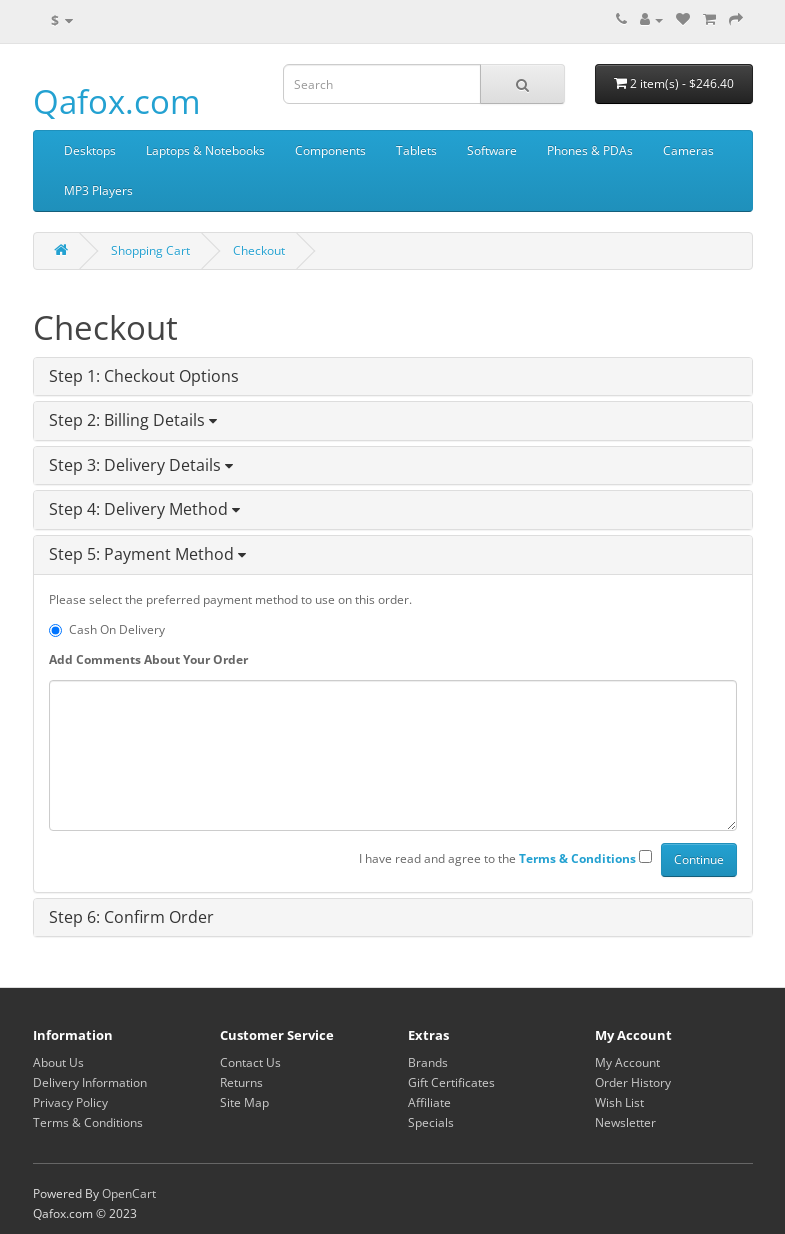 $
Search
2 item(s) - $246.40
Qafox.com
Desktops Laptops & Notebooks Components Tablets Software Phones & PDAs Cameras
MP3 Players
Shopping Cart Checkout
Checkout
Step 1: Checkout Options
Step 2: Billing Details
Step 3: Delivery Details
Step 4: Delivery Method
Step 5: Payment Method
Please select the preferred payment method to use on this order.
Cash On Delivery
Add Comments About Your Order
I have read and agree to the Terms & Conditions Continue
Step 6: Confirm Order
Information Customer Service Extras My Account
About Us Contact Us Brands My Account
Delivery Information Returns Gift Certificates Order History
Privacy Policy Site Map Affiliate Wish List
Terms & Conditions Specials Newsletter
Powered By OpenCart
Qafox.com © 2023